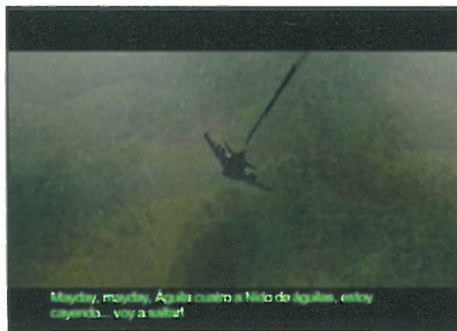 Mayday, mayday, Águila cuatro a Nido de águilas, estoy
cayendo... voy a saltar!